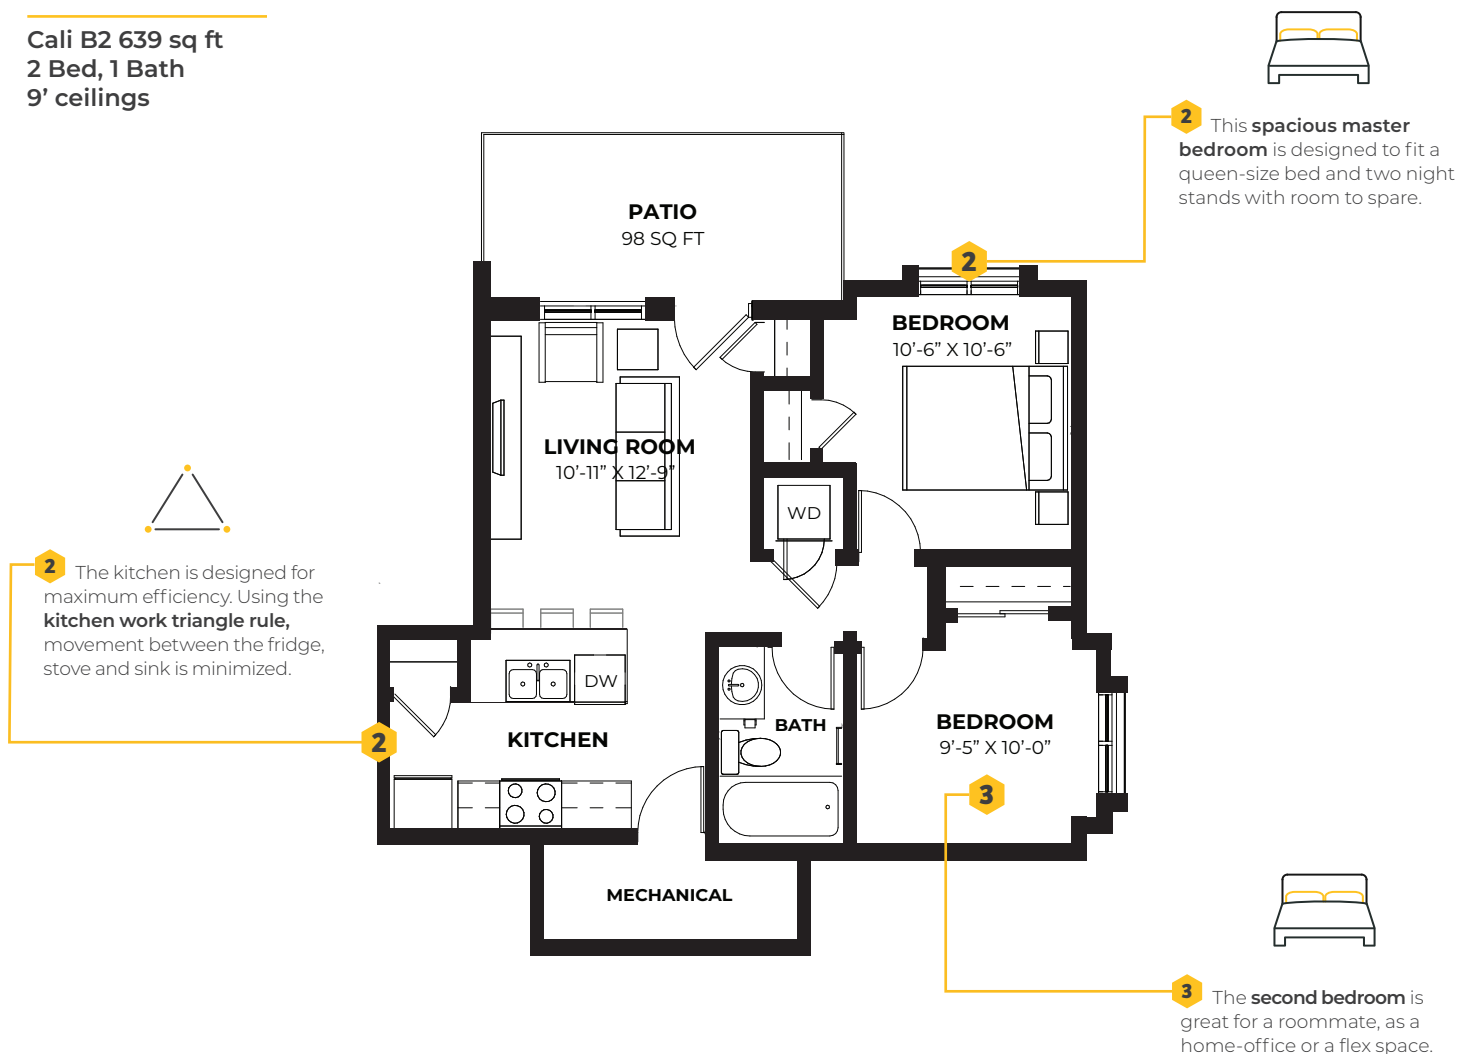 Cali B2 639 sq ft
2 Bed, 1 Bath
9’ ceilings
2 This spacious master
bedroom is designed to fit a
queen-size bed and two night
stands with room to spare.
PATIO
98 SQ FT
2
BEDROOM
10’-6” X 10’-6”
LIVING ROOM
10’-11” X 12’-9”
WD
2 The kitchen is designed for
maximum efficiency. Using the
kitchen work triangle rule,
movement between the fridge,
stove and sink is minimized.
DW
2
KITCHEN
BATH
BEDROOM
9’-5” X 10’-0”
3
MECHANICAL
3 The second bedroom is
great for a roommate, as a
home-office or a flex space.